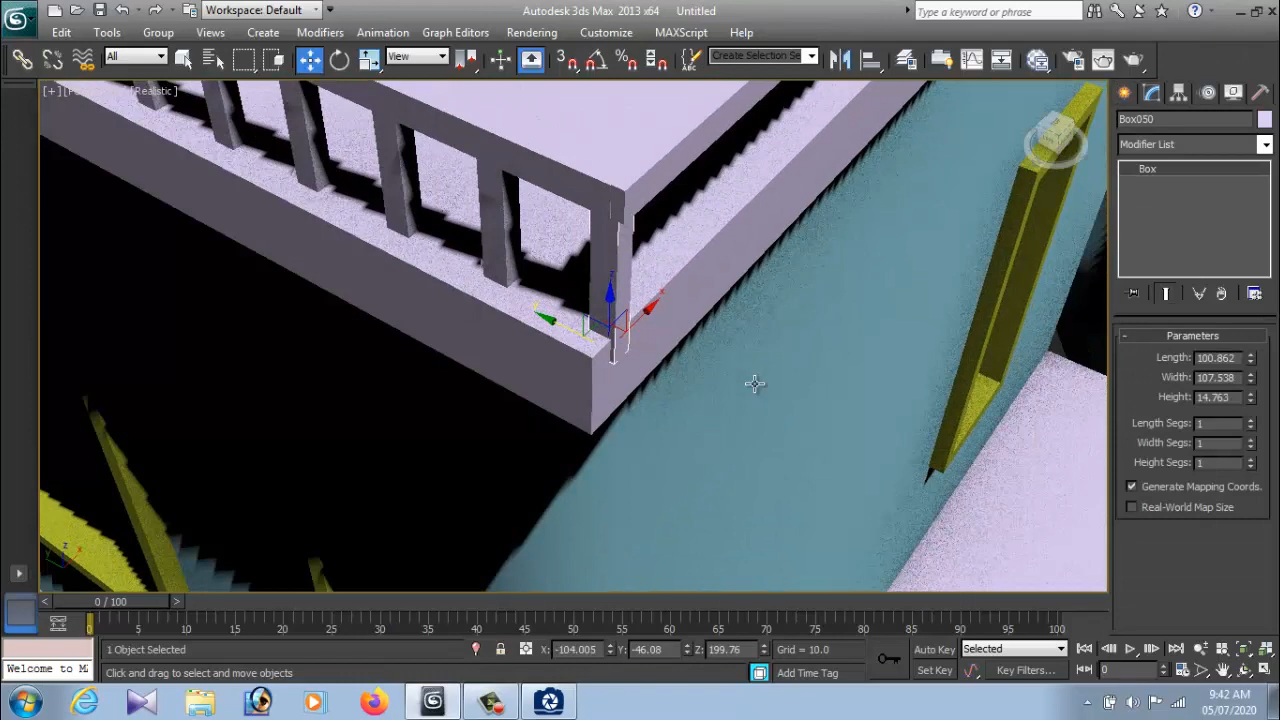 Workspace: Default
Autodesk 3ds Max 2013 x64 Untitled
Type a keyword or phrase
Edit Tools Group Views Create Modifiers Animation Graph Editors Rendering Customize MAXScript Help
All
View
Create Selection Se
Realistic ]
Box050
Modifier List
Box
Parameters
Length: 100.862
Width: 107.538
Height: 14.763
Length Segs: 1
Width Segs: 1
Height Segs: 1
Generate Mapping Coords.
Real-World Map Size
0 / 100
0 5 10 15 20 25 30 35 40 45 50 55 60 65 70 75 80 85 90 95 100
1 Object Selected
X: -104.005 Y: -46.08 Z: 199.76 Grid = 10.0
Auto Key Selected
Welcome to M
Click and drag to select and move objects
Add Time Tag
Set Key Key Filters...
0
9:42 AM
05/07/2020